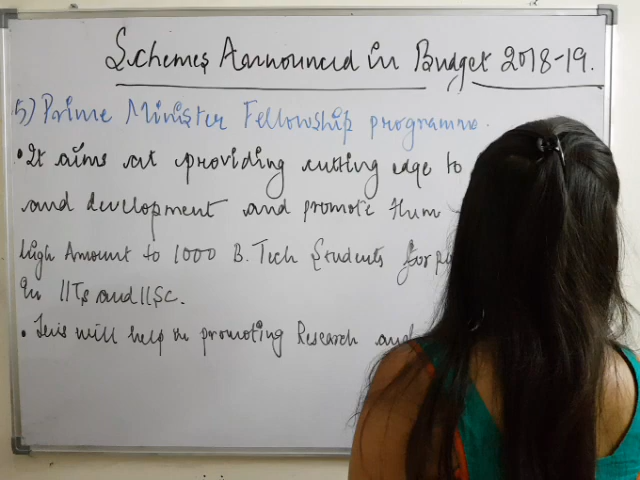 Schemes Announced in Budget 2018-19.
5) Prime Minister Fellowship programme.
• It aims at providing cutting edge to
and development and promote them
high Amount to 1000 B.Tech Students for
in IITs and IISc.
• This will help in promoting Research and